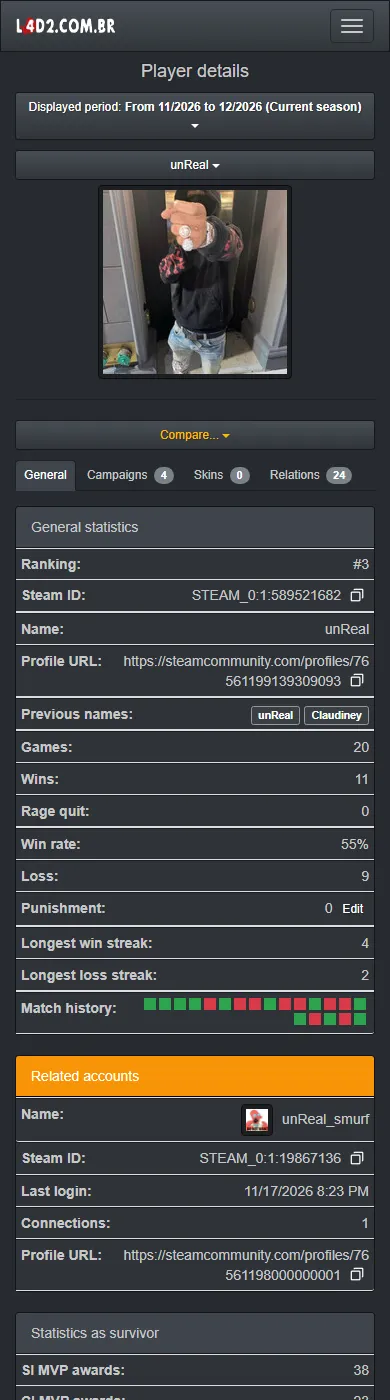 L4D2.COM.BR
Player details
Displayed period: From 11/2026 to 12/2026 (Current season)
unReal
Compare...
General Campaigns 4 Skins 0 Relations 24
General statistics
Ranking: #3
Steam ID: STEAM_0:1:589521682
Name: unReal
Profile URL: https://steamcommunity.com/profiles/76
561199139309093
Previous names: unReal Claudiney
Games: 20
Wins: 11
Rage quit: 0
Win rate: 55%
Loss: 9
Punishment: 0 Edit
Longest win streak: 4
Longest loss streak: 2
Match history:
Related accounts
Name: unReal_smurf
Steam ID: STEAM_0:1:19867136
Last login: 11/17/2026 8:23 PM
Connections: 1
Profile URL: https://steamcommunity.com/profiles/76
561198000000001
Statistics as survivor
SI MVP awards: 38